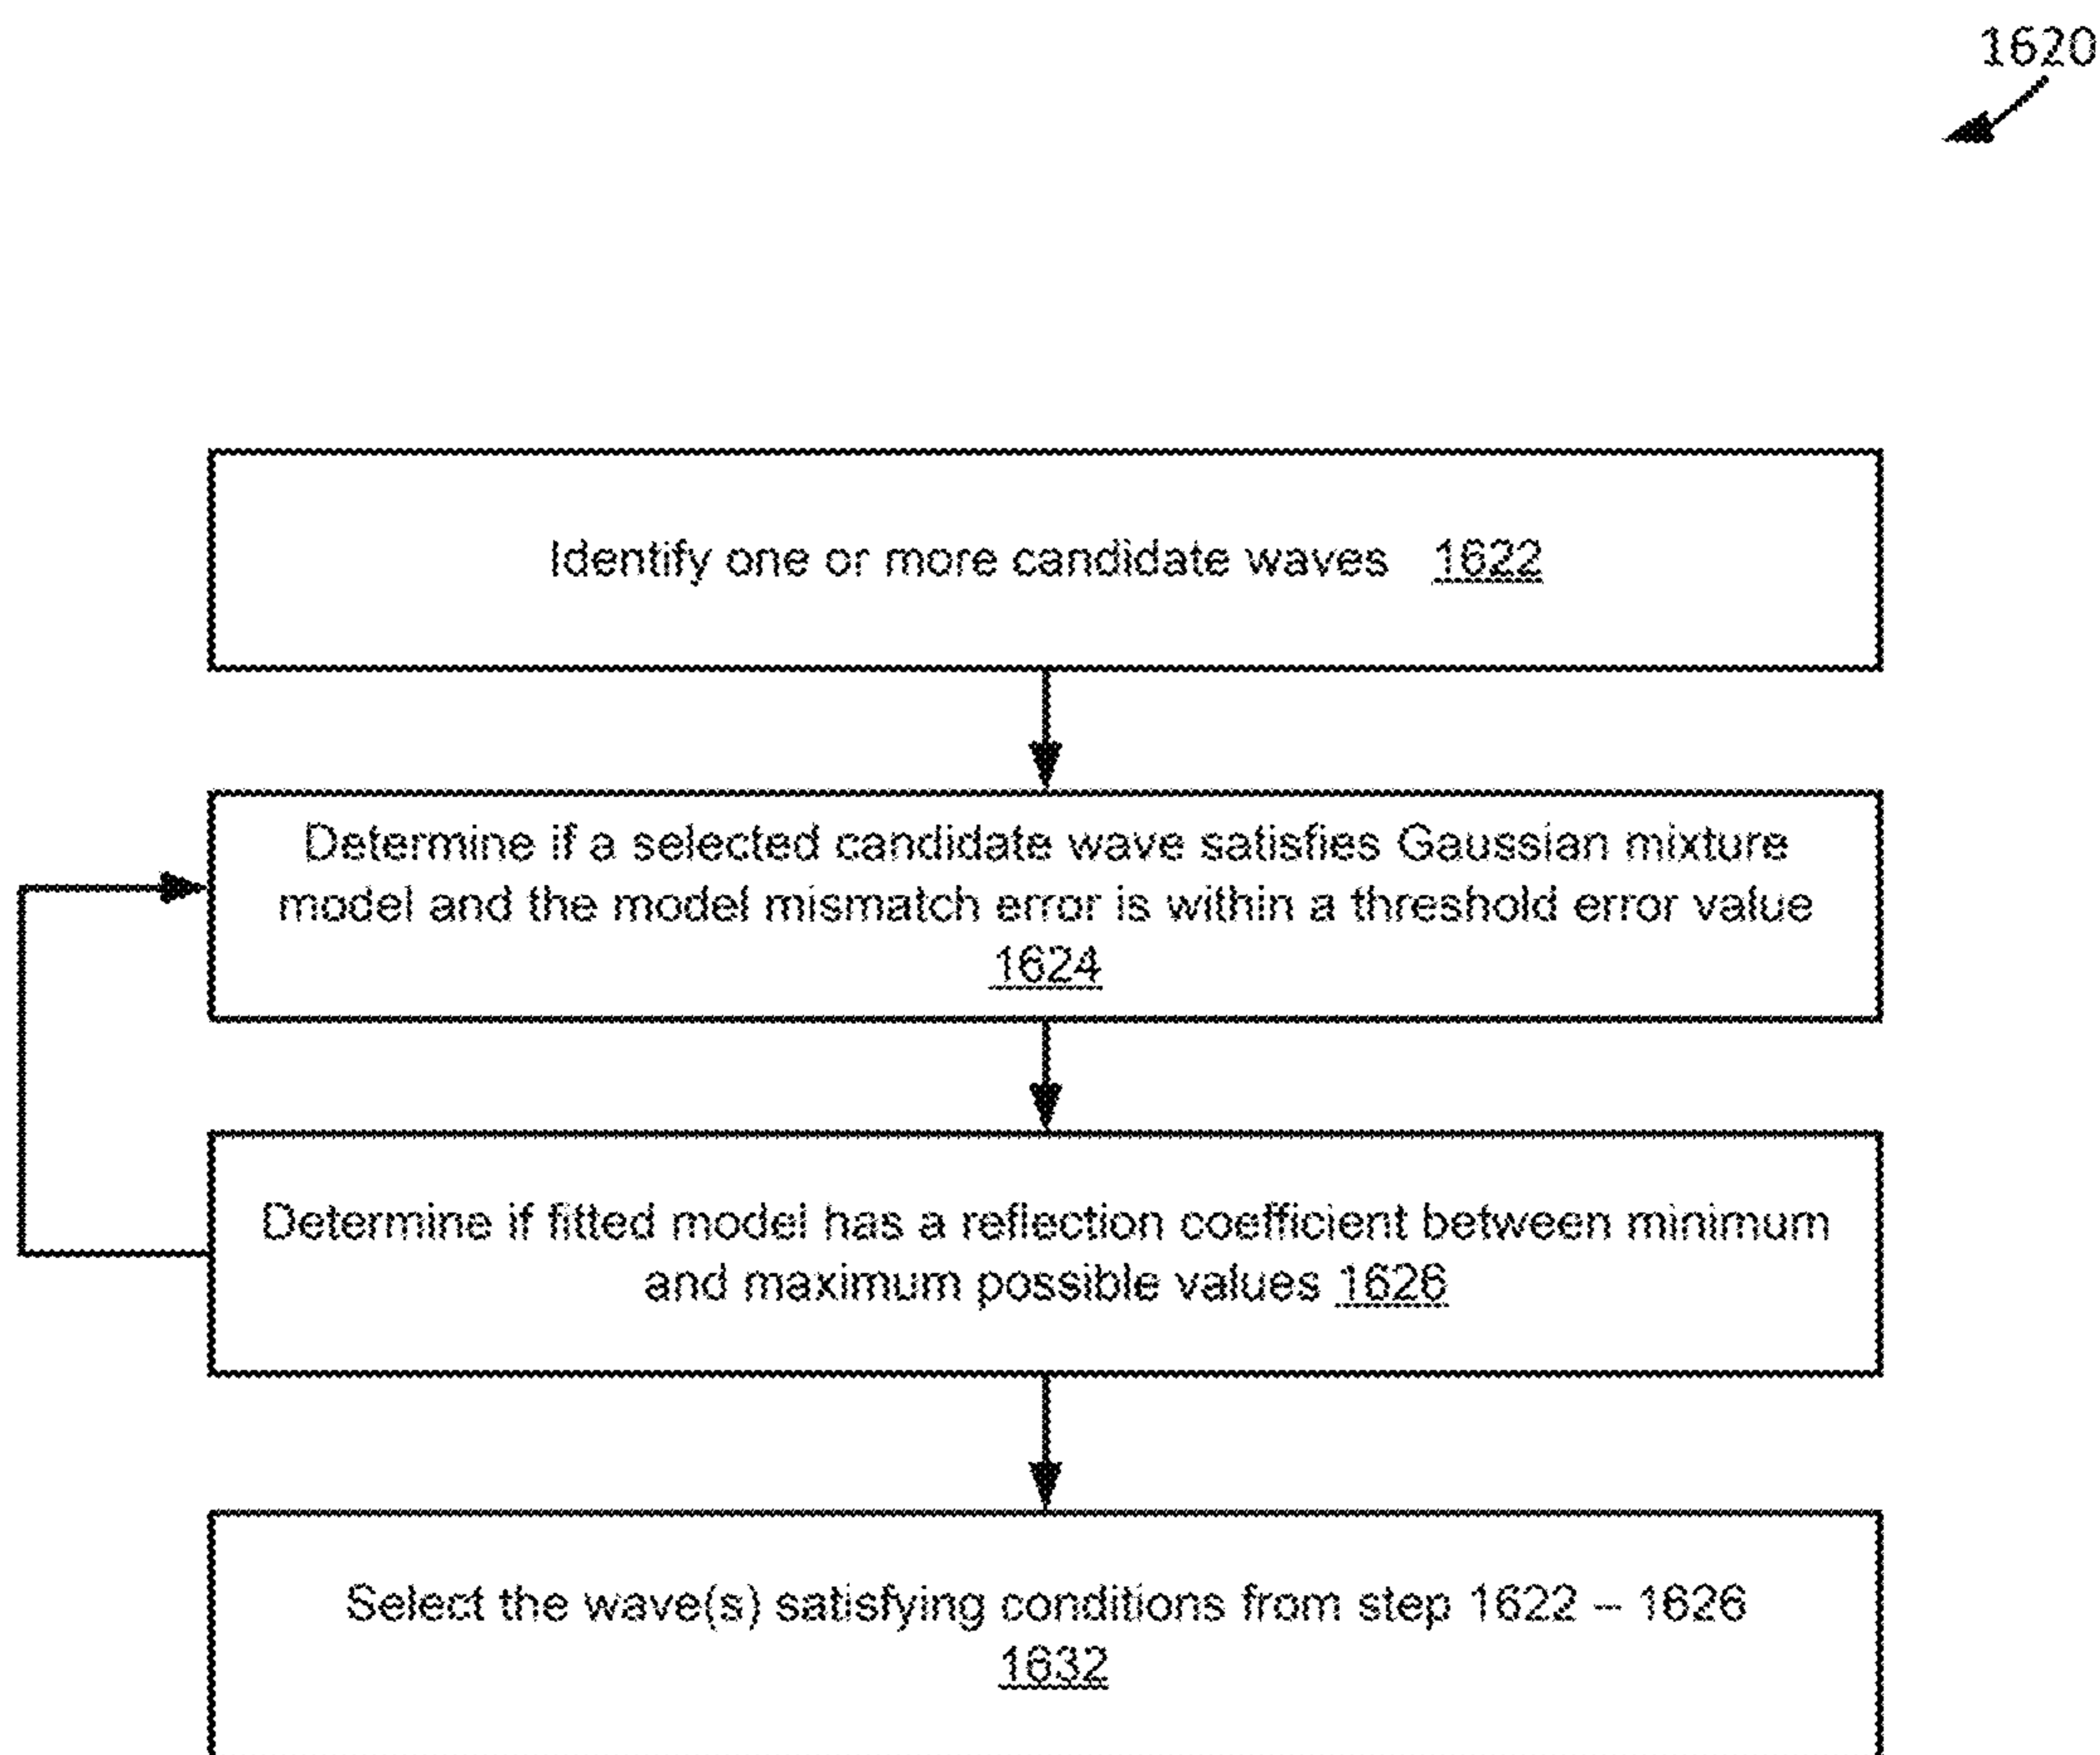 1620
Identify one or more candidate waves 1622
Determine if a selected candidate wave satisfies Gaussian mixture
model and the model mismatch error is within a threshold error value
1624
Determine if fitted model has a reflection coefficient between minimum
and maximum possible values 1626
Select the wave(s) satisfying conditions from step 1622 – 1626
1632